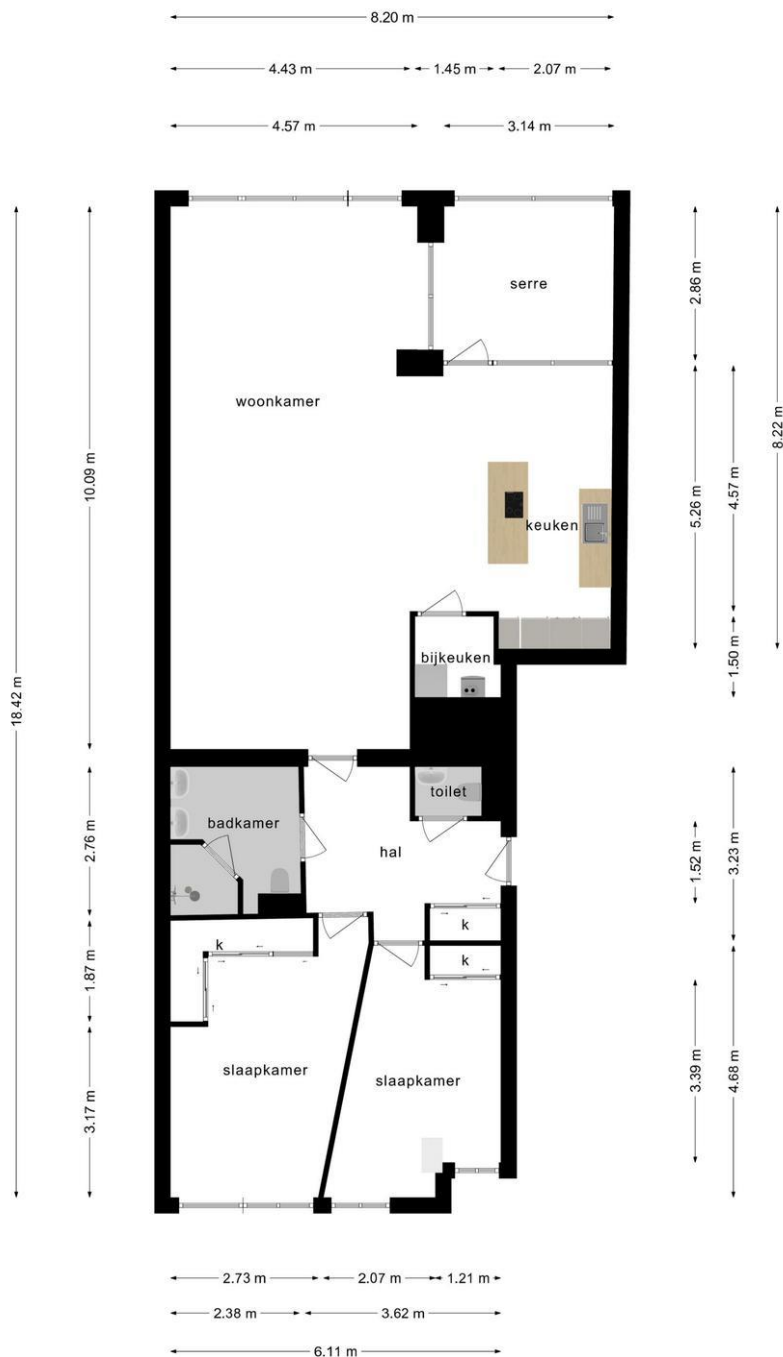 8.20 m
4.43 m 1.45 m 2.07 m
4.57 m 3.14 m
serre
2.86 m
woonkamer
8.22 m
10.09 m
4.57 m
5.26 m
keuken
bijkeuken
1.50 m
18.42 m
toilet
badkamer
hal
2.76 m
1.52 m
3.23 m
k
k
k
1.87 m
slaapkamer
slaapkamer
3.39 m
4.68 m
3.17 m
2.73 m 2.07 m 1.21 m
2.38 m 3.62 m
6.11 m